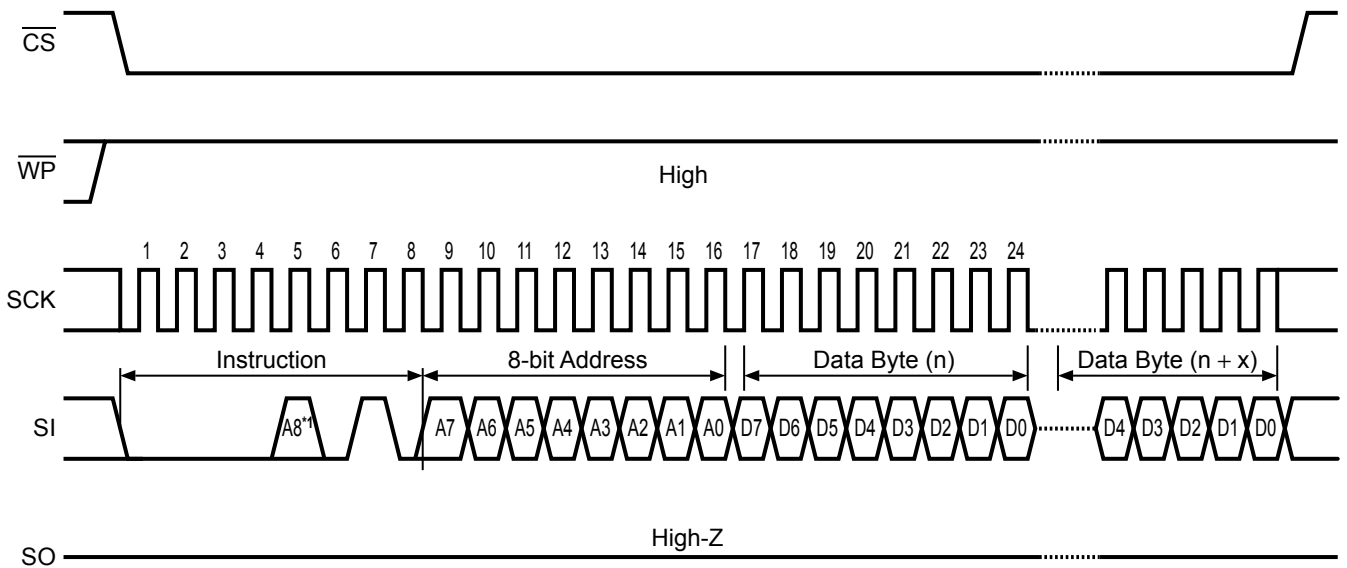 CS
WP
High
1 2 3 4 5 6 7 8 9 10 11 12 13 14 15 16 17 18 19 20 21 22 23 24
SCK
Instruction 8-bit Address Data Byte (n) Data Byte (n + x)
SI A8*1 A7 A6 A5 A4 A3 A2 A1 A0 D7 D6 D5 D4 D3 D2 D1 D0 D4 D3 D2 D1 D0
High-Z
SO